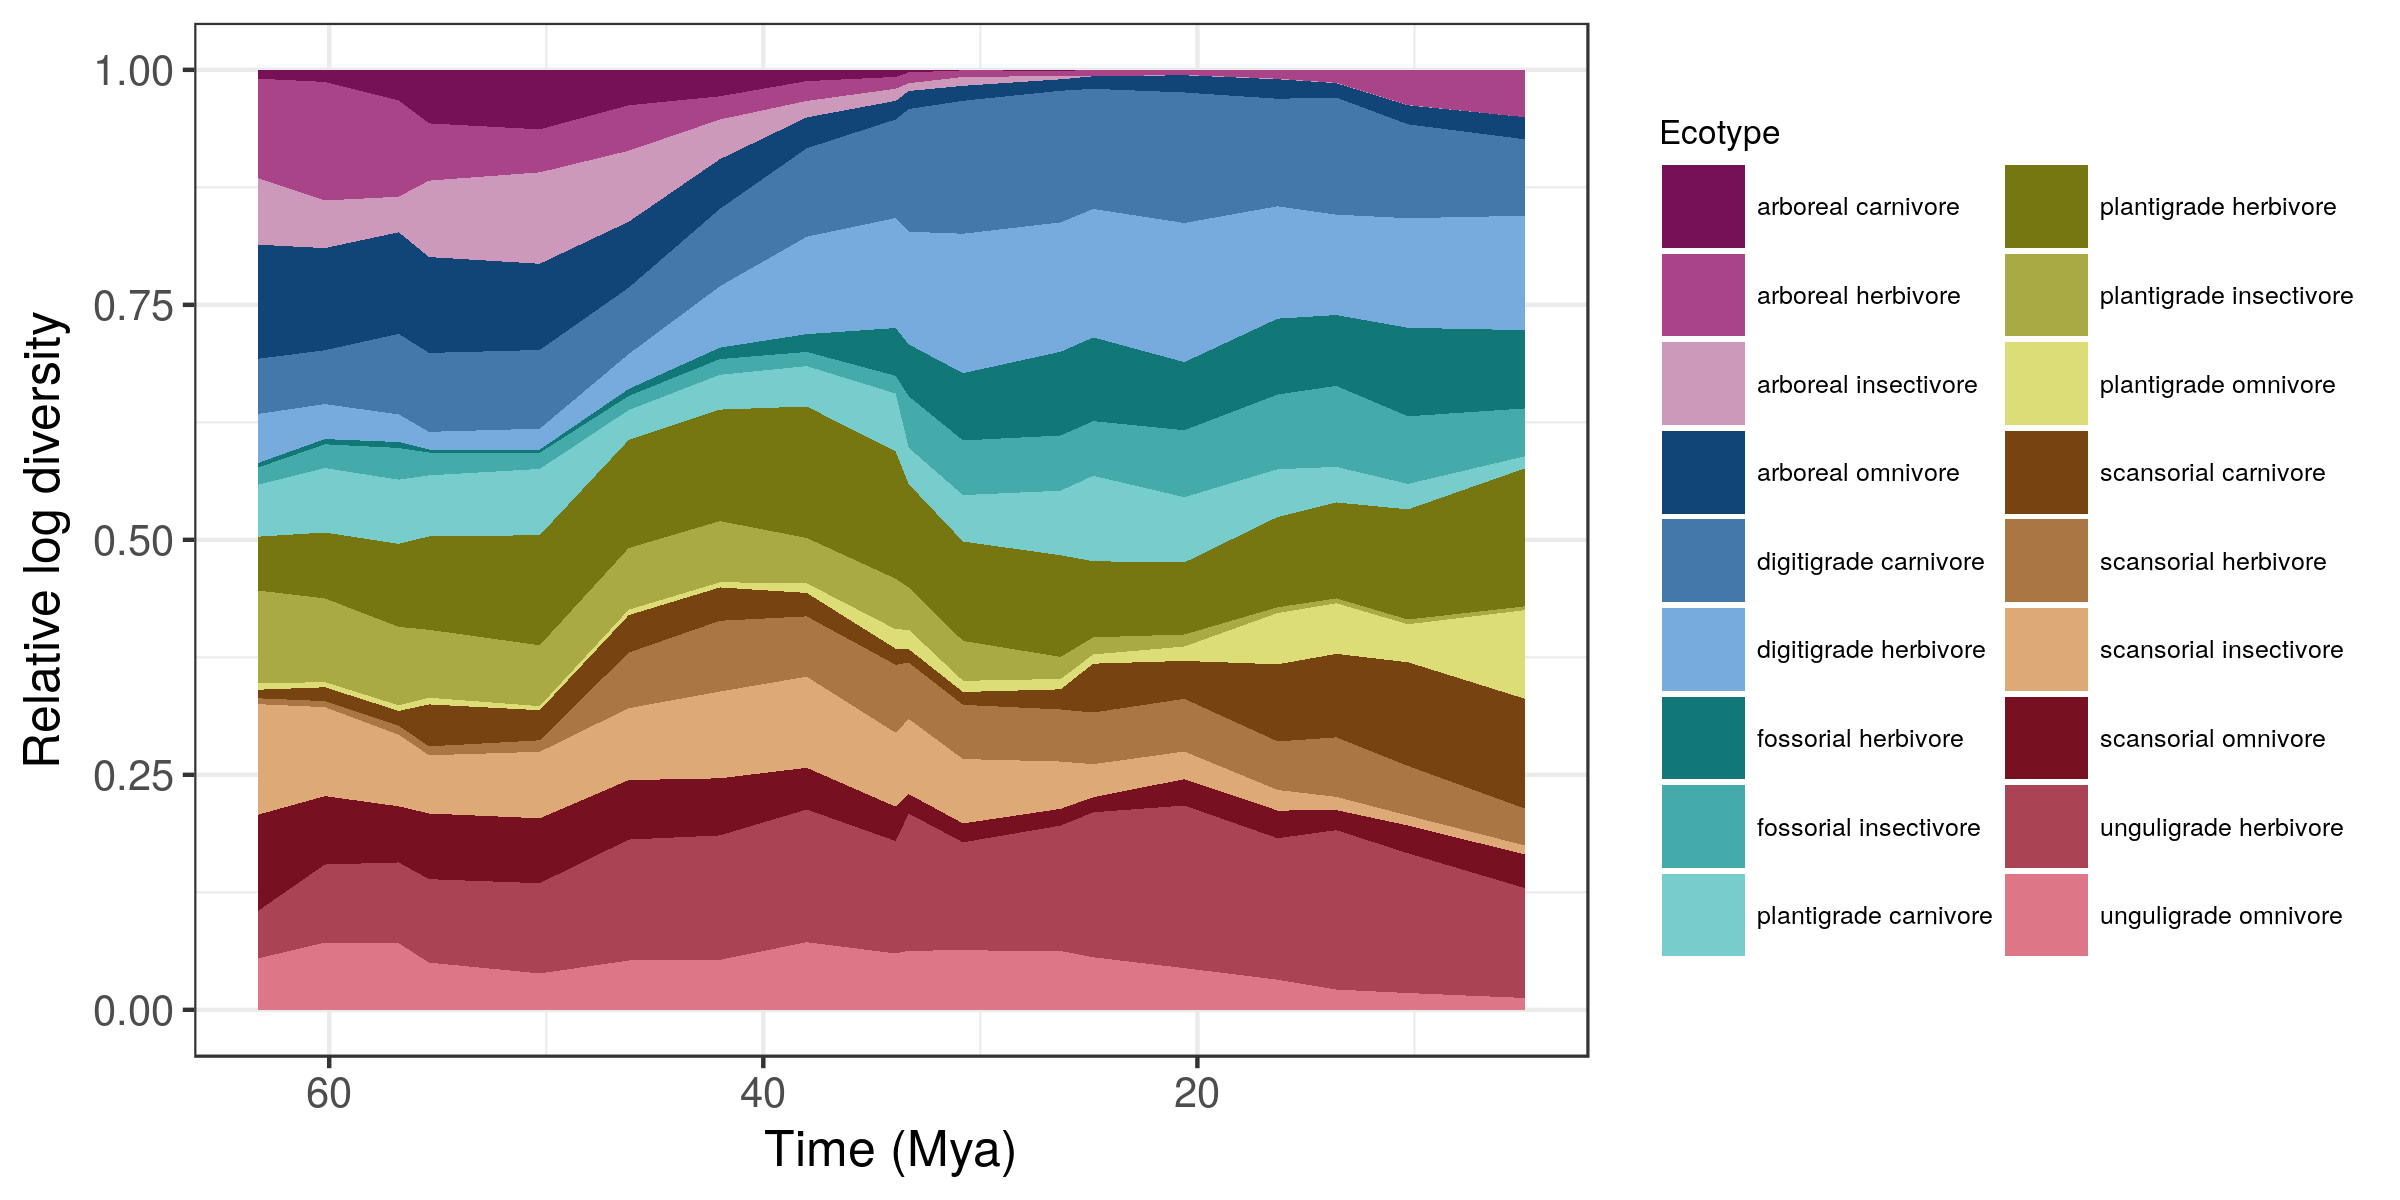 Relative log diversity
1.00
0.75
0.50
0.25
0.00
60
40
20
Time (Mya)
Ecotype
arboreal carnivore
arboreal herbivore
arboreal insectivore
arboreal omnivore
digitigrade carnivore
digitigrade herbivore
fossorial herbivore
fossorial insectivore
plantigrade carnivore
plantigrade herbivore
plantigrade insectivore
plantigrade omnivore
scansorial carnivore
scansorial herbivore
scansorial insectivore
scansorial omnivore
unguligrade herbivore
unguligrade omnivore